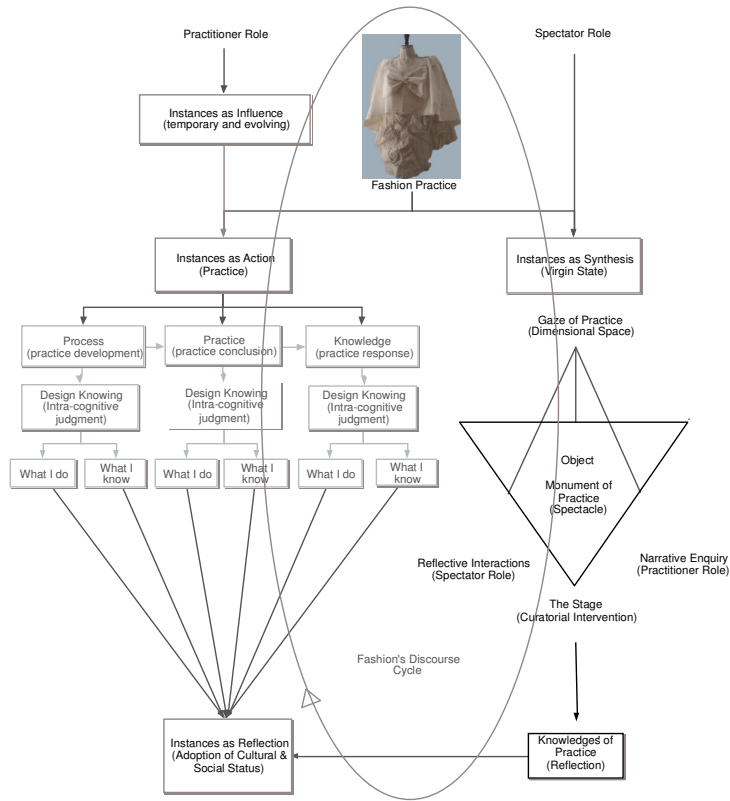 Practitioner Role
Spectator Role
Instances as Influence
(temporary and evolving)
Fashion Practice
Instances as Action
(Practice)
Instances as Synthesis
(Virgin State)
Gaze of Practice
(Dimensional Space)
Process
(practice development)
Practice
(practice conclusion)
Knowledge
(practice response)
Design Knowing
(Intra-cognitive
judgment)
Design Knowing
(Intra-cognitive
judgment)
Design Knowing
(Intra-cognitive
judgment)
What I do
What I
know
What I do
What I
know
What I do
What I
know
Object
Monument of
Practice
(Spectacle)
Reflective Interactions
(Spectator Role)
Narrative Enquiry
(Practitioner Role)
The Stage
(Curatorial Intervention)
Fashion's Discourse
Cycle
Instances as Reflection
(Adoption of Cultural &
Social Status)
Knowledges of
Practice
(Reflection)